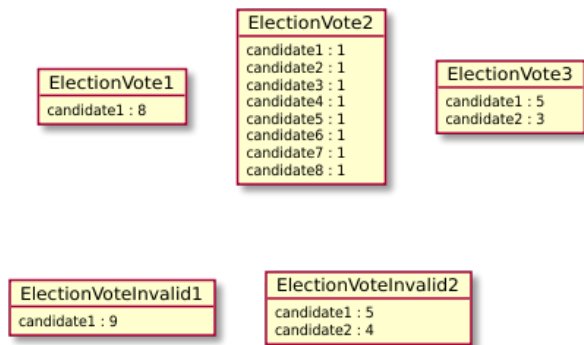 ElectionVote1
candidate1 : 8
ElectionVote2
candidate1 : 1
candidate2 : 1
candidate3 : 1
candidate4 : 1
candidate5 : 1
candidate6 : 1
candidate7 : 1
candidate8 : 1
ElectionVote3
candidate1 : 5
candidate2 : 3
ElectionVoteInvalid1
candidate1 : 9
ElectionVoteInvalid2
candidate1 : 5
candidate2 : 4